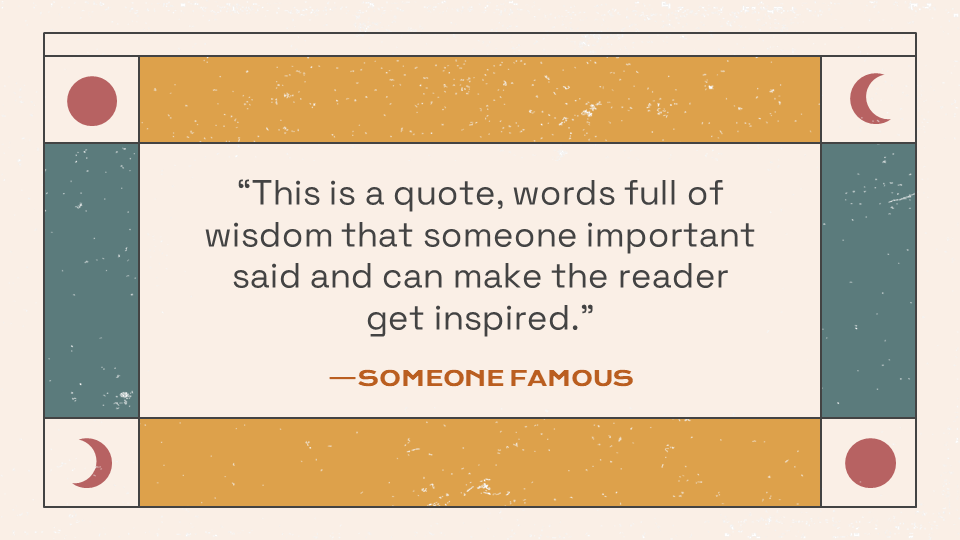 “This is a quote, words full of
wisdom that someone important
said and can make the reader
get inspired.”
—SOMEONE FAMOUS